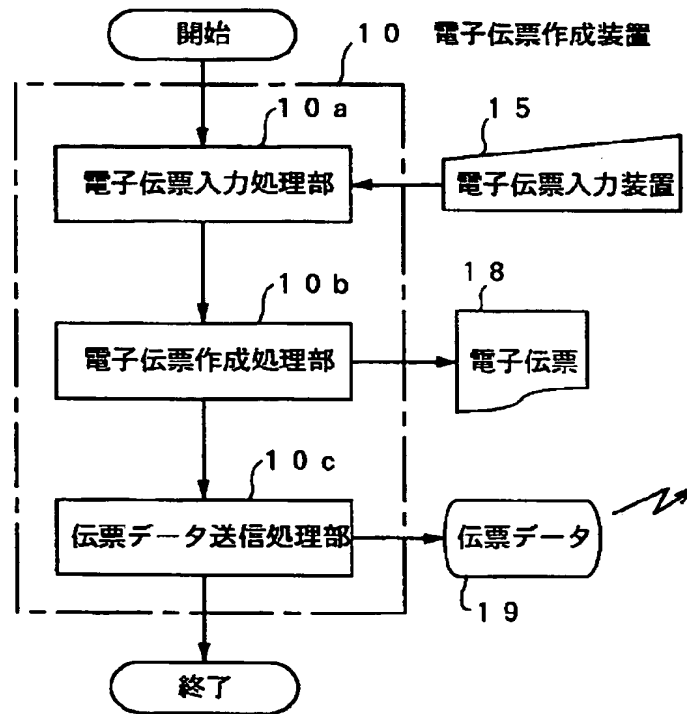 開始
10 電子伝票作成装置
10a
15
電子伝票入力処理部
電子伝票入力装置
10b
18
電子伝票作成処理部
電子伝票
10c
伝票データ送信処理部
伝票データ
19
終了